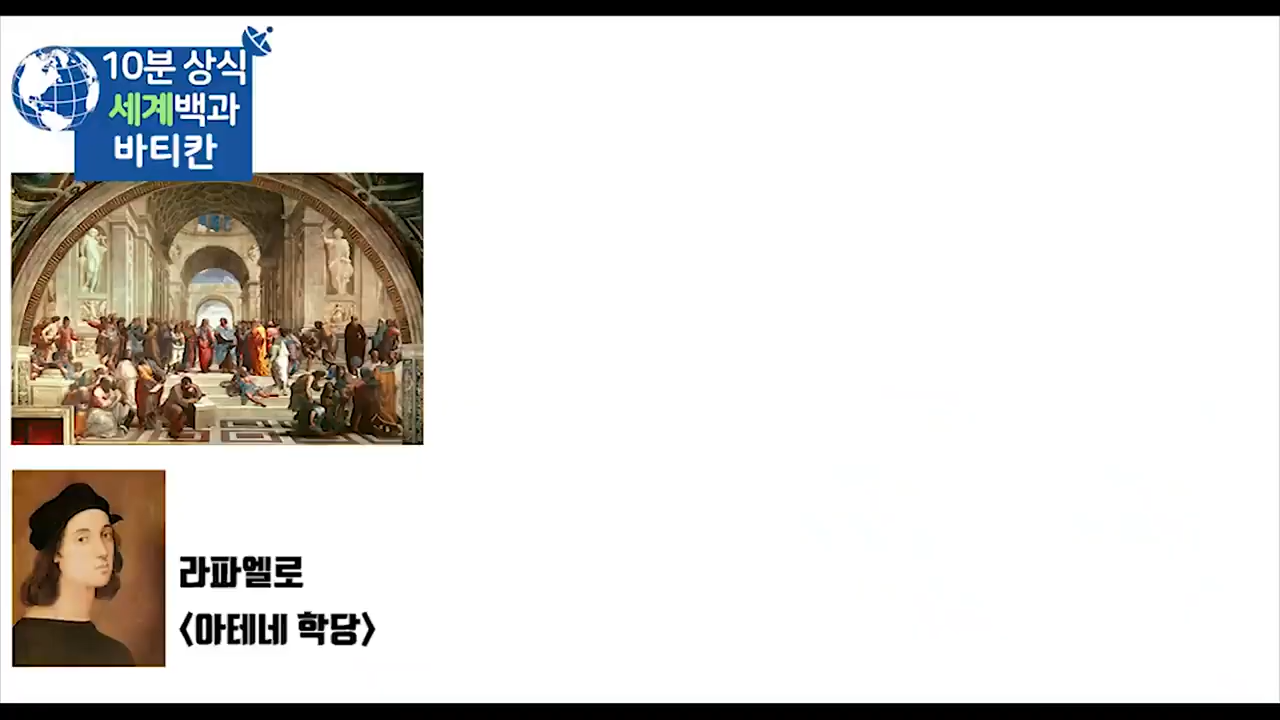 10분 상식
세계백과
바티칸
라파엘로
〈아테네 학당〉